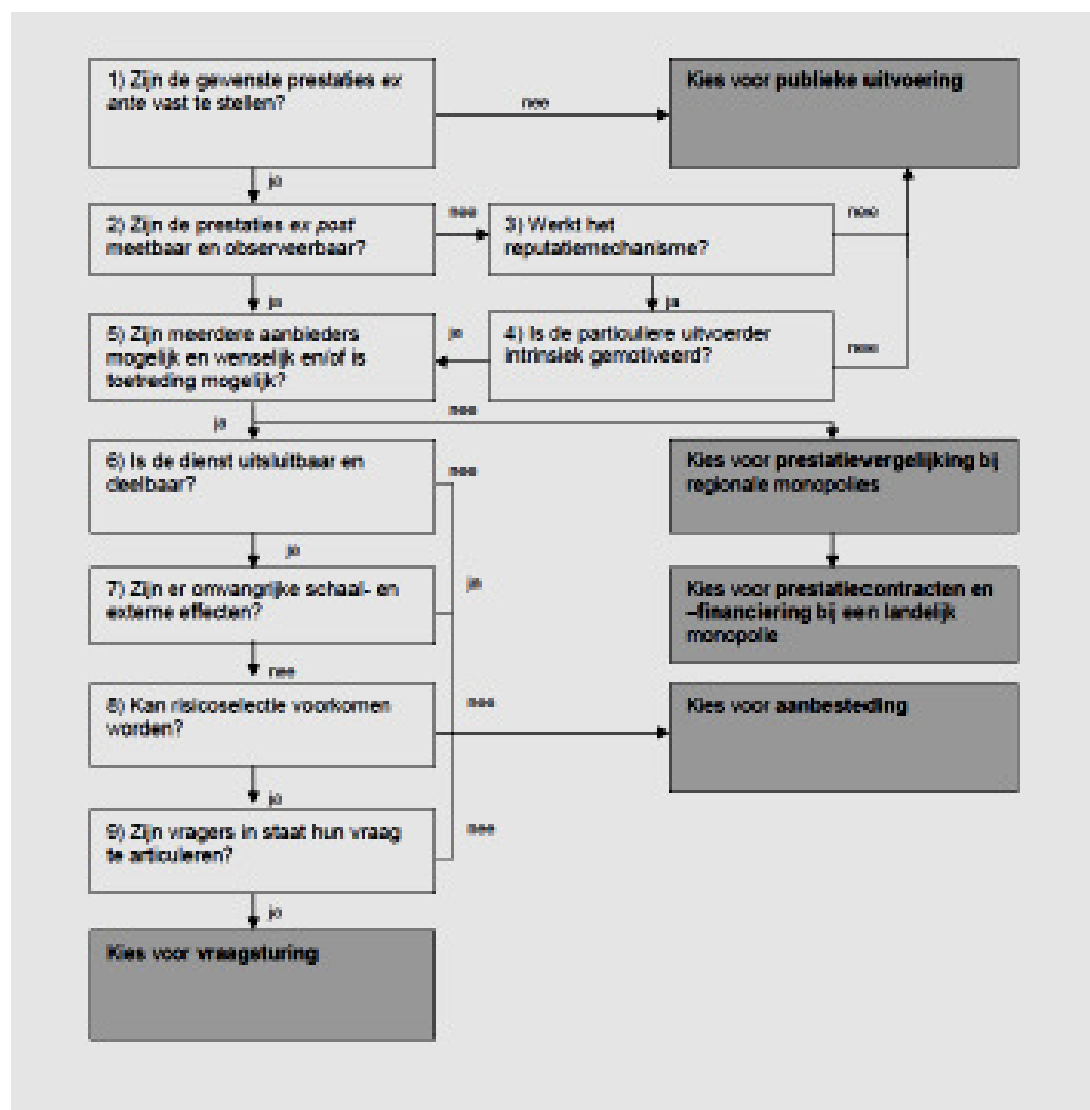 1) Zijn de gewenste prestaties ex
ante vast te stellen?
nee
Kies voor publieke uitvoering
ja
2) Zijn de prestaties ex post
meetbaar en observeerbaar?
nee
3) Werkt het
reputatiemechanisme?
nee
ja
ja
5) Zijn meerdere aanbieders
mogelijk en wenselijk en/of is
toetreding mogelijk?
ja
4) Is de particuliere uitvoerder
intrinsiek gemotiveerd?
nee
ja
nee
6) Is de dienst uitsluitbaar en
deelbaar?
nee
Kies voor prestatievergelijking bij
regionale monopolies
ja
7) Zijn er omvangrijke schaal- en
externe effecten?
ja
Kies voor prestatiecontracten en
–financiering bij een landelijk
monopolie
nee
8) Kan risicoselectie voorkomen
worden?
nee
Kies voor aanbesteding
ja
9) Zijn vragers in staat hun vraag
te articuleren?
nee
ja
Kies voor vraagsturing